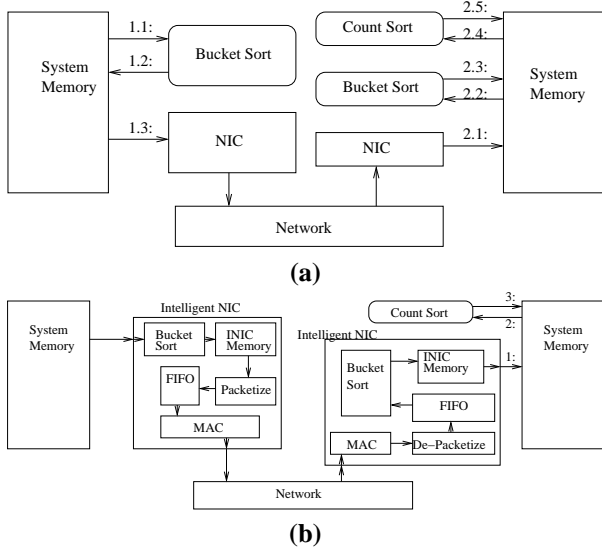 System
Memory
1.1:
1.2:
1.3:
Bucket Sort
NIC
Count Sort
Bucket Sort
NIC
2.5:
2.4:
2.3:
2.2:
2.1:
System
Memory
Network
(a)
System
Memory
Intelligent NIC
Bucket
Sort
INIC
Memory
FIFO
Packetize
MAC
Intelligent NIC
Bucket
Sort
INIC
Memory
FIFO
MAC
De-Packetize
Count Sort
3:
2:
1:
System
Memory
Network
(b)